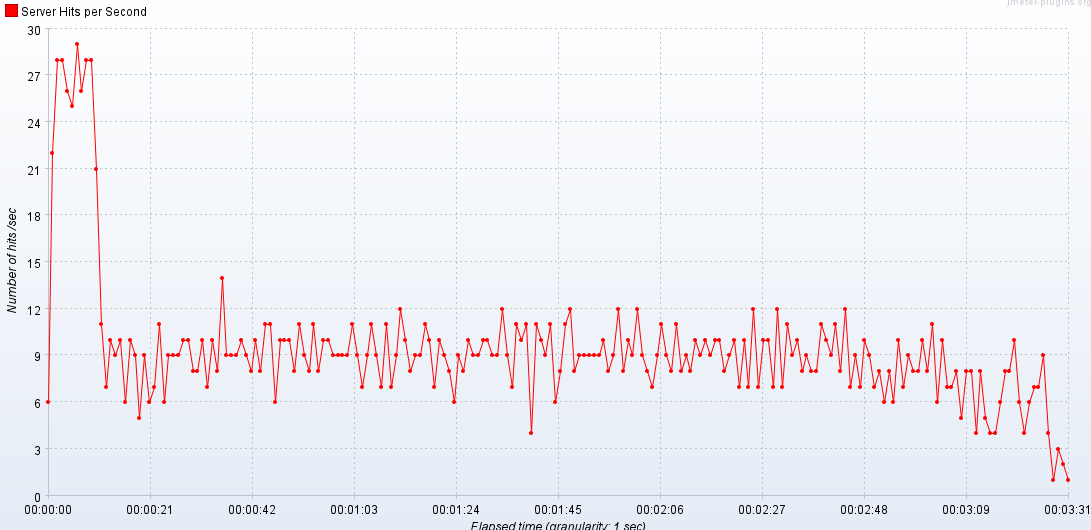 jmeter-plugins.org
Server Hits per Second
30
27
24
21
18
15
12
9
6
3
0
Number of hits /sec
00:00:00 00:00:21 00:00:42 00:01:03 00:01:24 00:01:45 00:02:06 00:02:27 00:02:48 00:03:09 00:03:31
Elapsed time (granularity: 1 sec)